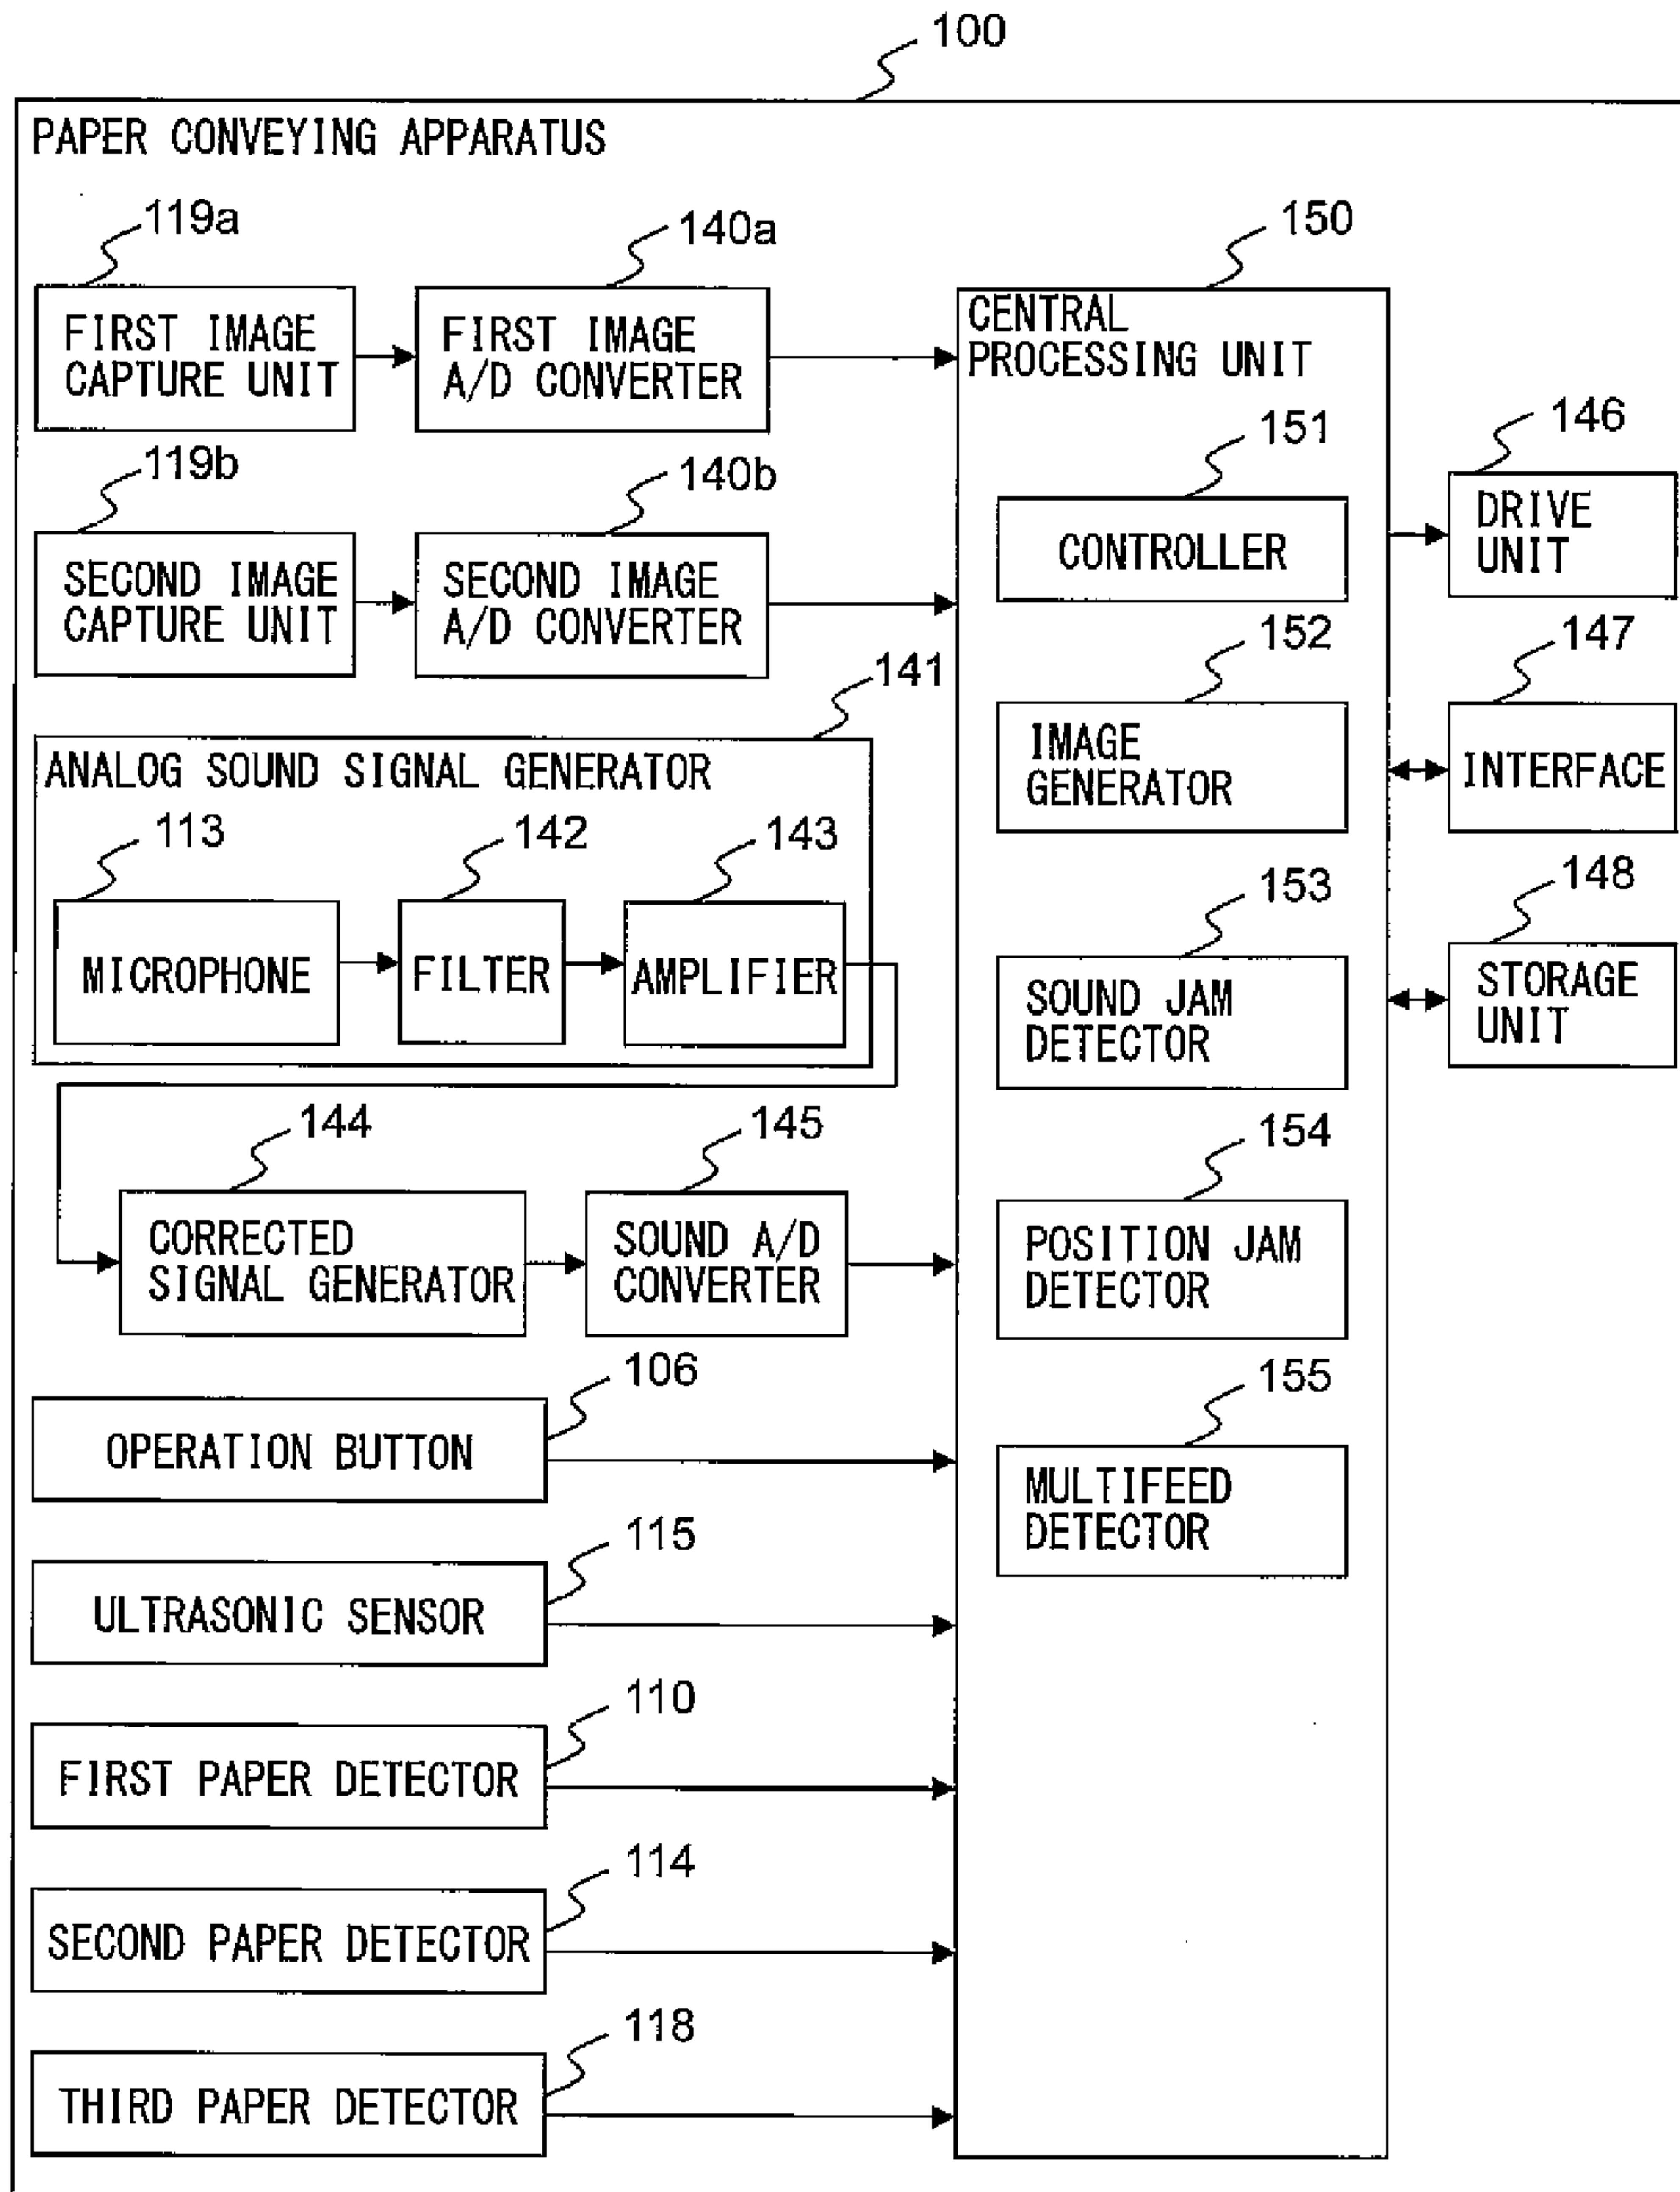 100
PAPER CONVEYING APPARATUS
119a
140a
150
FIRST IMAGE
CAPTURE UNIT
FIRST IMAGE
A/D CONVERTER
CENTRAL
PROCESSING UNIT
119b
140b
151
146
SECOND IMAGE
CAPTURE UNIT
SECOND IMAGE
A/D CONVERTER
CONTROLLER
DRIVE
UNIT
141
152
147
ANALOG SOUND SIGNAL GENERATOR
IMAGE
GENERATOR
INTERFACE
113
142
143
153
148
MICROPHONE
FILTER
AMPLIFIER
SOUND JAM
DETECTOR
STORAGE
UNIT
144
145
154
CORRECTED
SIGNAL GENERATOR
SOUND A/D
CONVERTER
POSITION JAM
DETECTOR
106
155
OPERATION BUTTON
MULTIFEED
DETECTOR
115
ULTRASONIC SENSOR
110
FIRST PAPER DETECTOR
114
SECOND PAPER DETECTOR
118
THIRD PAPER DETECTOR